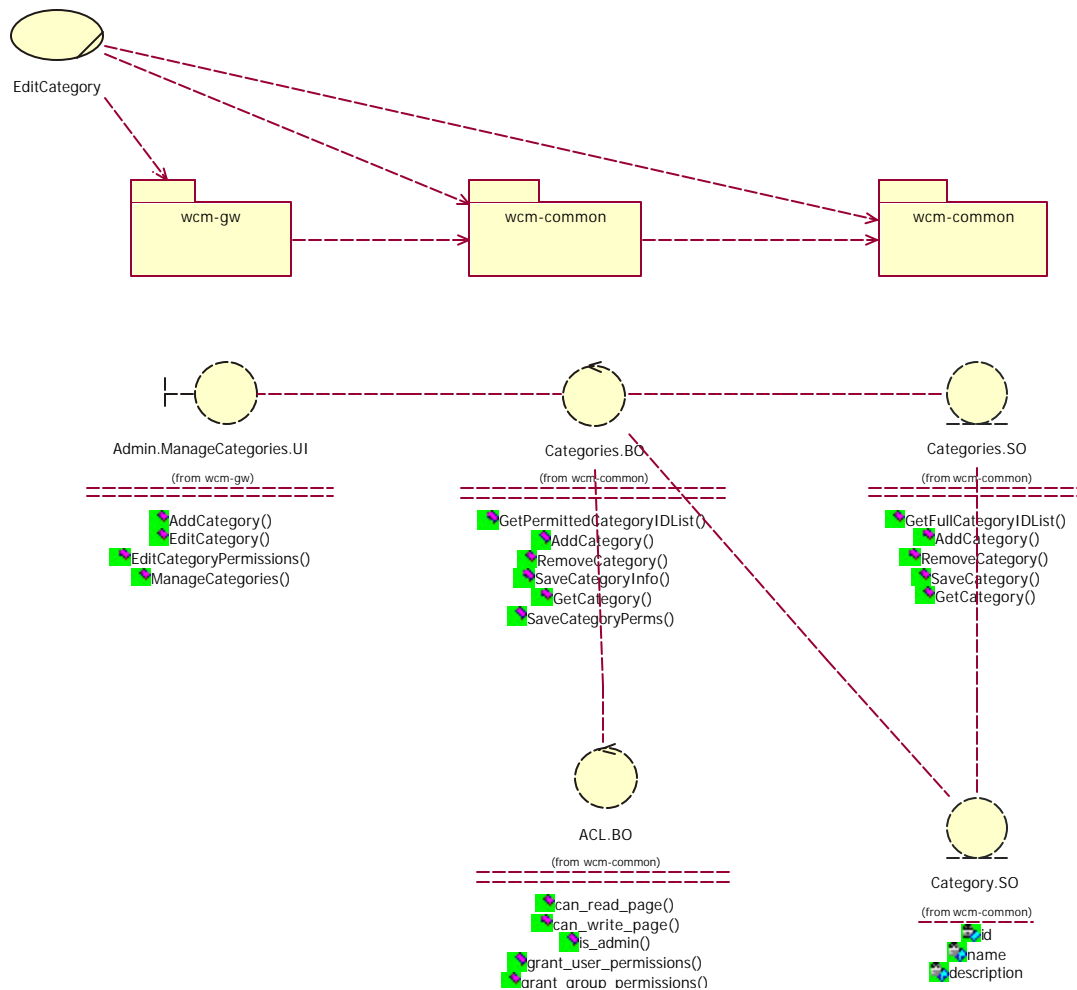 EditCategory
wcm-gw
wcm-common
wcm-common
Admin.ManageCategories.UI
(from wcm-gw)
AddCategory()
EditCategory()
EditCategoryPermissions()
ManageCategories()
Categories.BO
(from wcm-common)
GetPermittedCategoryIDList()
AddCategory()
RemoveCategory()
SaveCategoryInfo()
GetCategory()
SaveCategoryPerms()
Categories.SO
(from wcm-common)
GetFullCategoryIDList()
AddCategory()
RemoveCategory()
SaveCategory()
GetCategory()
ACL.BO
(from wcm-common)
can_read_page()
can_write_page()
is_admin()
grant_user_permissions()
grant_group_permissions()
Category.SO
(from wcm-common)
id
name
description